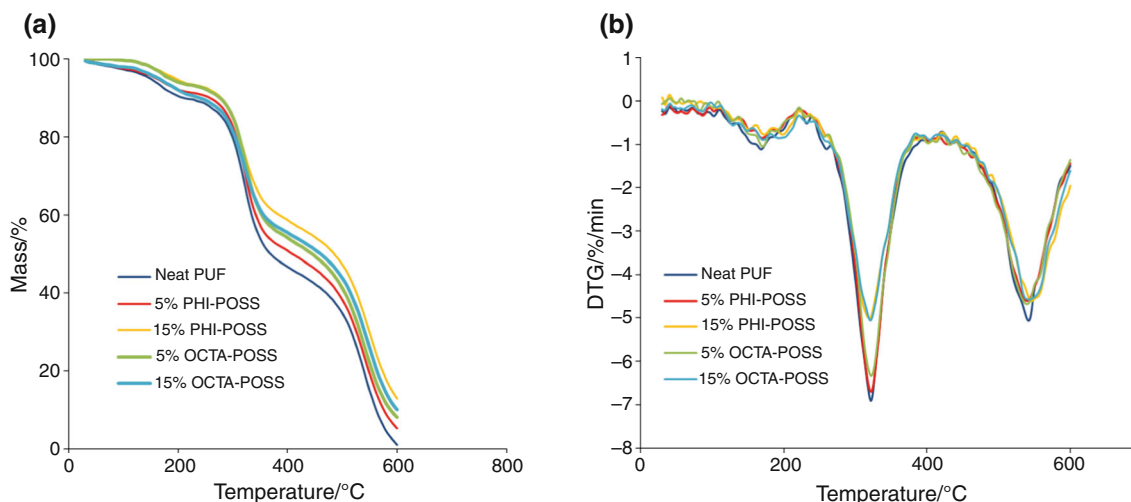 (a)
100
80
60
40
20
0
Mass/%
Neat PUF
5% PHI-POSS
15% PHI-POSS
5% OCTA-POSS
15% OCTA-POSS
0 200 400 600 800
Temperature/°C
(b)
1
0
–1
–2
–3
–4
–5
–6
–7
–8
DTG/%/min
Neat PUF
5% PHI-POSS
15% PHI-POSS
5% OCTA-POSS
15% OCTA-POSS
0 200 400 600
Temperature/°C